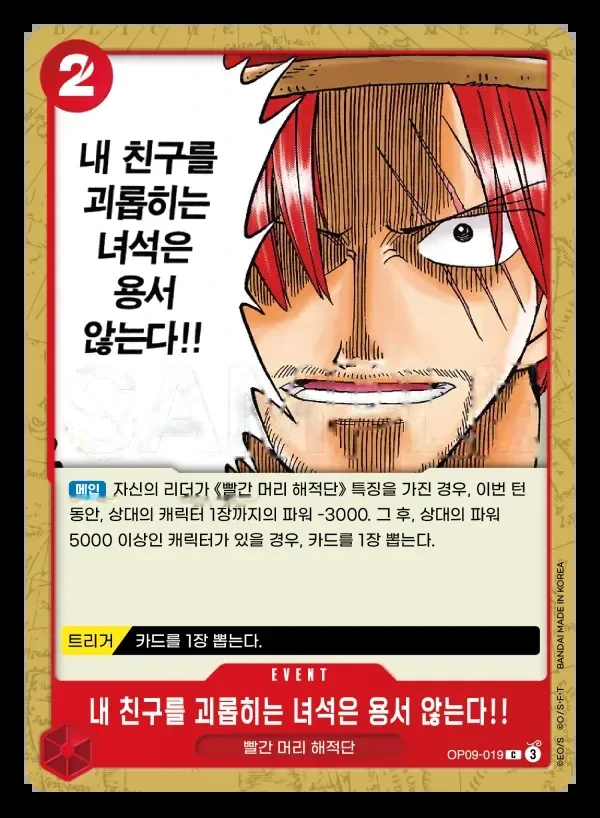 2
내 친구를
괴롭히는
녀석은
용서
않는다!!
SAMPLE
메인 자신의 리더가 《빨간 머리 해적단》 특징을 가진 경우, 이번 턴
동안, 상대의 캐릭터 1장까지의 파워 -3000. 그 후, 상대의 파워
5000 이상인 캐릭터가 있을 경우, 카드를 1장 뽑는다.
트리거 카드를 1장 뽑는다.
EVENT
내 친구를 괴롭히는 녀석은 용서 않는다!!
빨간 머리 해적단
OP09-019 C 3
©E.O/S. ©O/S·F·T BANDAI MADE IN KOREA